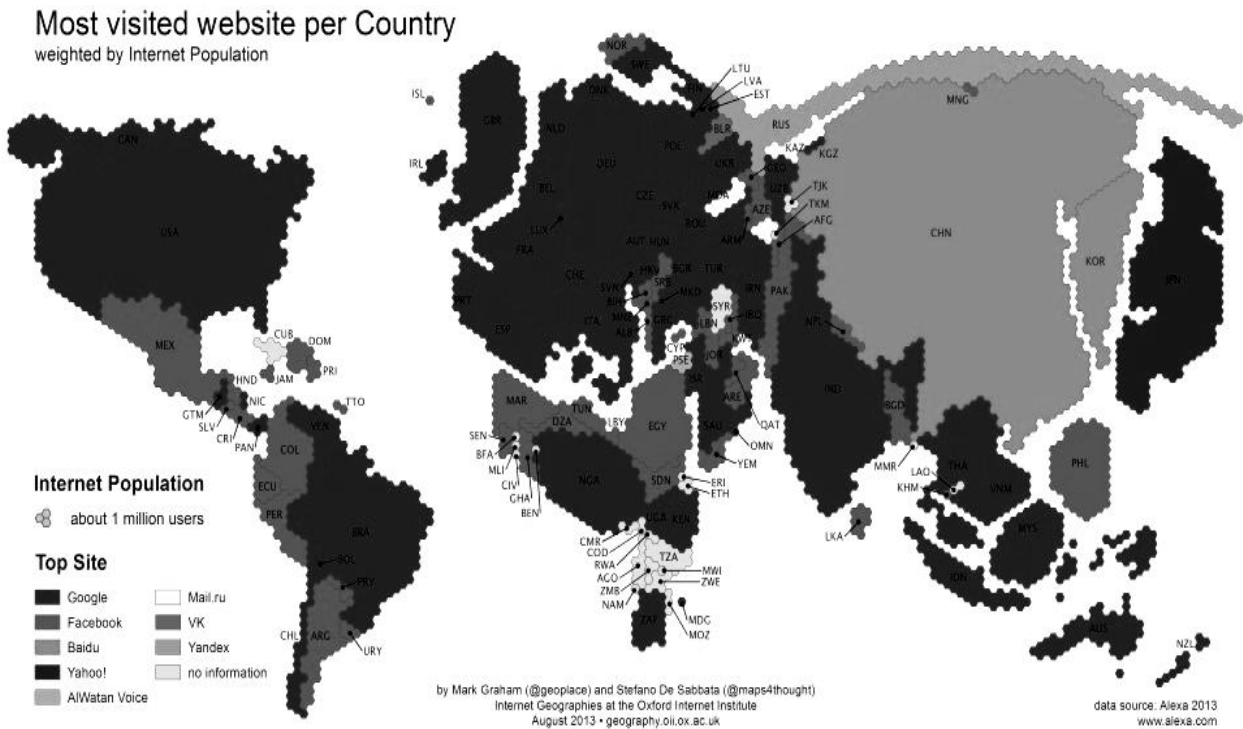 Most visited website per Country
weighted by Internet Population
NOR
SWE
LTU
LVA
EST
FIN
DNK
ISL
GBR
MNG
CAN
NLD
BLR
RUS
POL
KAZ
KGZ
IRL
DEU
UKR
GEO
UZB
TJK
BEL
CZE
MDA
TKM
SVK
AZE
AFG
USA
LUX
ROU
ARM
CHN
FRA
AUT
HUN
KOR
CHE
HRV
BGR
TUR
JPN
SVN
SRB
MKD
IRN
PAK
PRT
BIH
SYR
MNE
GRC
LBN
IRQ
NPL
ESP
ITA
ALB
CUB
DOM
MEX
CYP
KWT
PSE
JOR
HND
JAM
PRI
ISR
IND
GTM
NIC
TTO
MAR
TUN
ARE
BGD
SLV
DZA
LBY
EGY
QAT
CRI
VEN
SEN
SAU
PAN
COL
BFA
OMN
MLI
YEM
MMR
THA
PHL
CIV
LAO
ECU
GHA
NGA
SDN
ERI
KHM
VNM
BEN
ETH
PER
UGA
KEN
LKA
BRA
CMR
MYS
COD
TZA
BOL
RWA
MWI
IDN
AGO
PRY
ZMB
ZWE
NAM
ZAF
MDG
CHL
ARG
MOZ
AUS
URY
NZL
Internet Population
about 1 million users
Top Site
Google
Mail.ru
Facebook
VK
Baidu
Yandex
Yahoo!
no information
AlWatan Voice
by Mark Graham (@geoplace) and Stefano De Sabbata (@maps4thought)
Internet Geographies at the Oxford Internet Institute
August 2013 • geography.oii.ox.ac.uk
data source: Alexa 2013
www.alexa.com